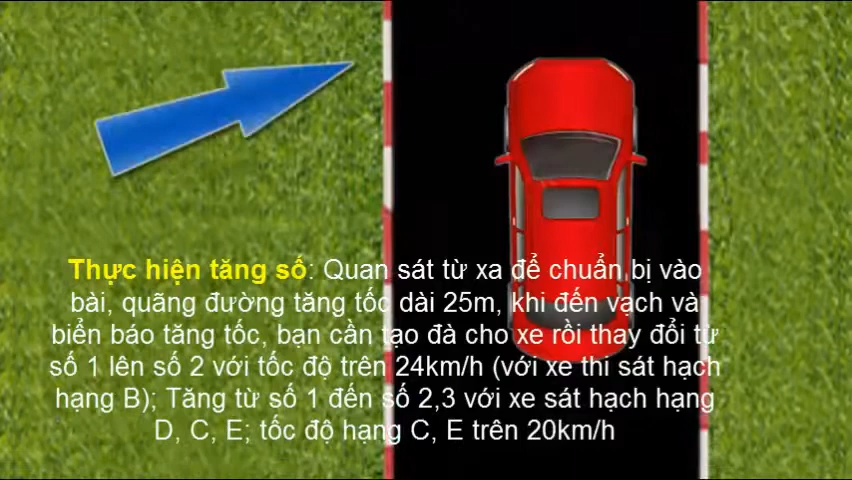 Thực hiện tăng số: Quan sát từ xa để chuẩn bị vào
bài, quãng đường tăng tốc dài 25m, khi đến vạch và
biển báo tăng tốc, bạn cần tạo đà cho xe rồi thay đổi từ
số 1 lên số 2 với tốc độ trên 24km/h (với xe thi sát hạch
hạng B); Tăng từ số 1 đến số 2,3 với xe sát hạch hạng
D, C, E; tốc độ hạng C, E trên 20km/h